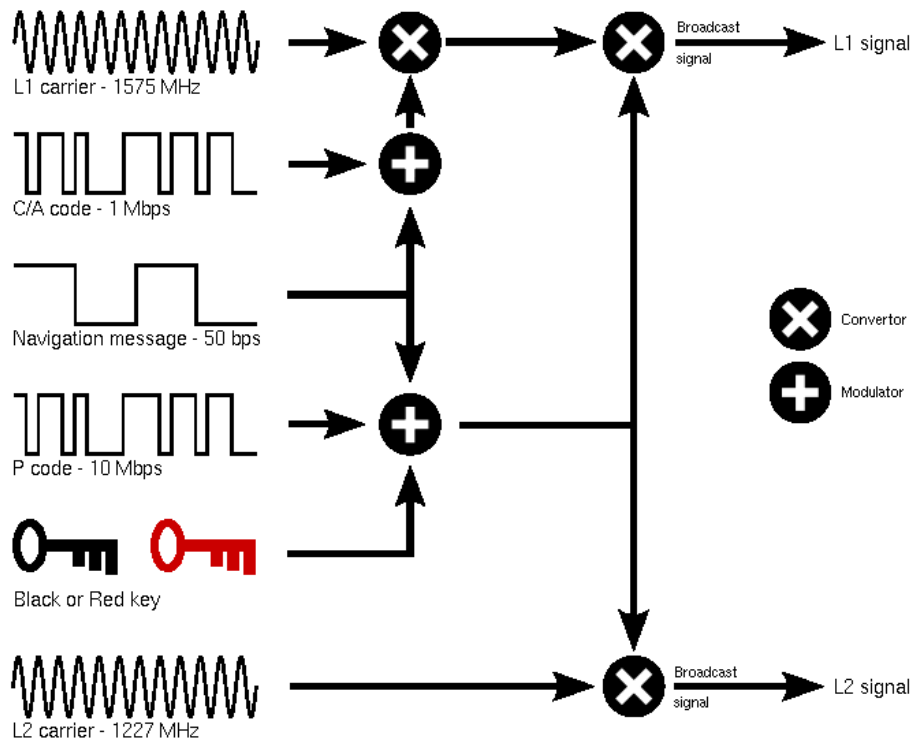 L1 carrier - 1575 MHz
Broadcast
signal
L1 signal
C/A code - 1 Mbps
Navigation message - 50 bps
Convertor
Modulator
P code - 10 Mbps
Black or Red key
L2 carrier - 1227 MHz
Broadcast
signal
L2 signal